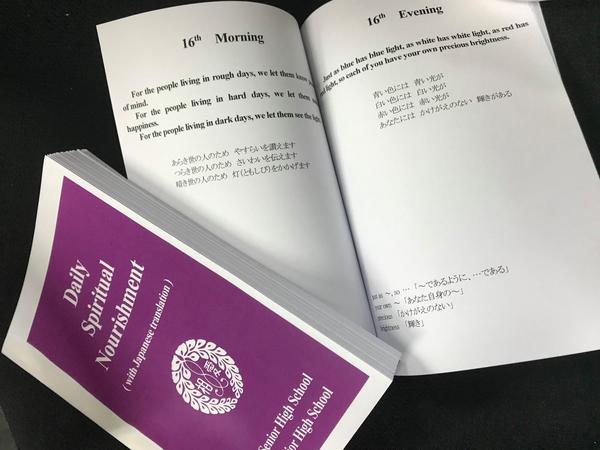 16th Morning
For the people living in rough days, we let them know
of mind.
For the people living in hard days, we let them
happiness.
For the people living in dark days, we let them see the light
あらき世の人のため やすらいを讃えます
つらき世の人のため さいわいを伝えます
暗き世の人のため 灯(ともしび)をかかげます
16th Evening
Just as blue has blue light, as white has white light, as red has
red light, so each of you have your own precious brightness.
青い色には 青い光が
白い色には 白い光が
赤い色には 赤い光が
あなたには かけがえのない 輝きがある
just as ～, so … 「～であるように、…である」
your own ～「あなた自身の～」
precious 「かけがえのない」
brightness 「輝き」
Daily
Spiritual
Nourishment
( with Japanese translation )
Senior High School
High School